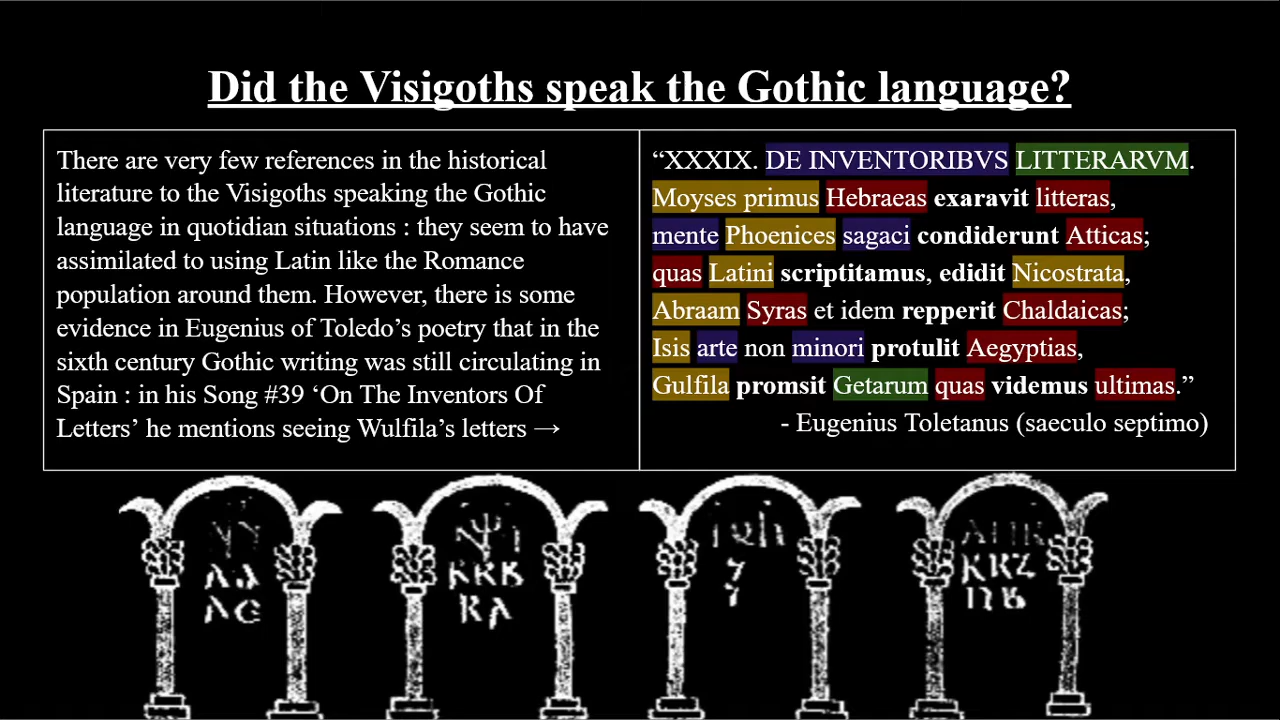 Did the Visigoths speak the Gothic language?
There are very few references in the historical
literature to the Visigoths speaking the Gothic
language in quotidian situations : they seem to have
assimilated to using Latin like the Romance
population around them. However, there is some
evidence in Eugenius of Toledo’s poetry that in the
sixth century Gothic writing was still circulating in
Spain : in his Song #39 ‘On The Inventors Of
Letters’ he mentions seeing Wulfila’s letters →
“XXXIX. DE INVENTORIBVS LITTERARVM.
Moyses primus Hebraeas exaravit litteras,
mente Phoenices sagaci condiderunt Atticas;
quas Latini scriptitamus, edidit Nicostrata,
Abraam Syras et idem repperit Chaldaicas;
Isis arte non minori protulit Aegyptias,
Gulfila promsit Getarum quas videmus ultimas.”
- Eugenius Toletanus (saeculo septimo)